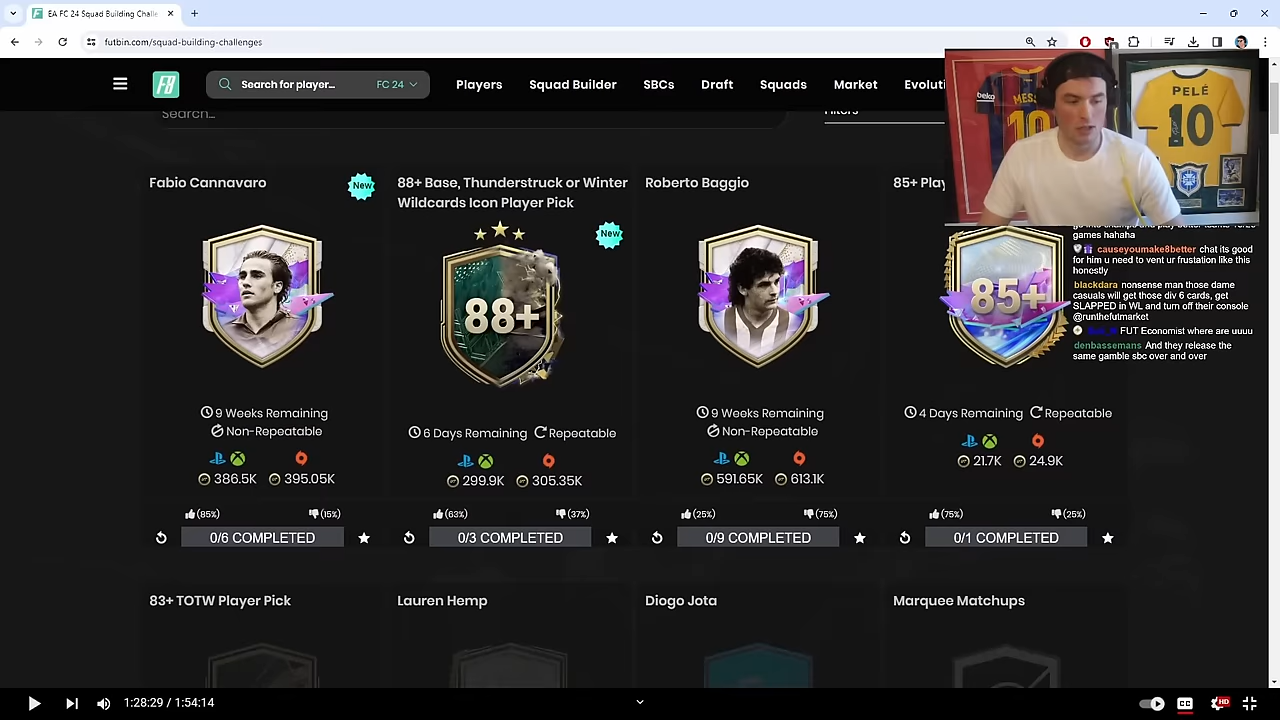 EA FC 24 Squad Building Challe
futbin.com/squad-building-challenges
Search for player...
FC 24
Players
Squad Builder
SBCs
Draft
Squads
Market
Evoluti
Search...
Filters
beko
MES
10
PELÉ
10
Fabio Cannavaro
New
88+ Base, Thunderstruck or Winter
Wildcards Icon Player Pick
New
Roberto Baggio
85+ Play
88+
85+
games hahaha
causeyoumake8better chat its good
for him u need to vent ur frustation like this
honestly
blackdara nonsense man those dame
casuals will get those div 6 cards, get
SLAPPED in WL and turn off their console
@runthefutmarket
FUT Economist where are uuuu
denbassemans And they release the
same gamble sbc over and over
9 Weeks Remaining
Non-Repeatable
386.5K
395.05K
6 Days Remaining
Repeatable
299.9K
305.35K
9 Weeks Remaining
Non-Repeatable
591.65K
613.1K
4 Days Remaining
Repeatable
21.7K
24.9K
(85%)
(15%)
0/6 COMPLETED
(63%)
(37%)
0/3 COMPLETED
(25%)
(75%)
0/9 COMPLETED
(75%)
(25%)
0/1 COMPLETED
83+ TOTW Player Pick
Lauren Hemp
Diogo Jota
Marquee Matchups
1:28:29 / 1:54:14
CC
HD